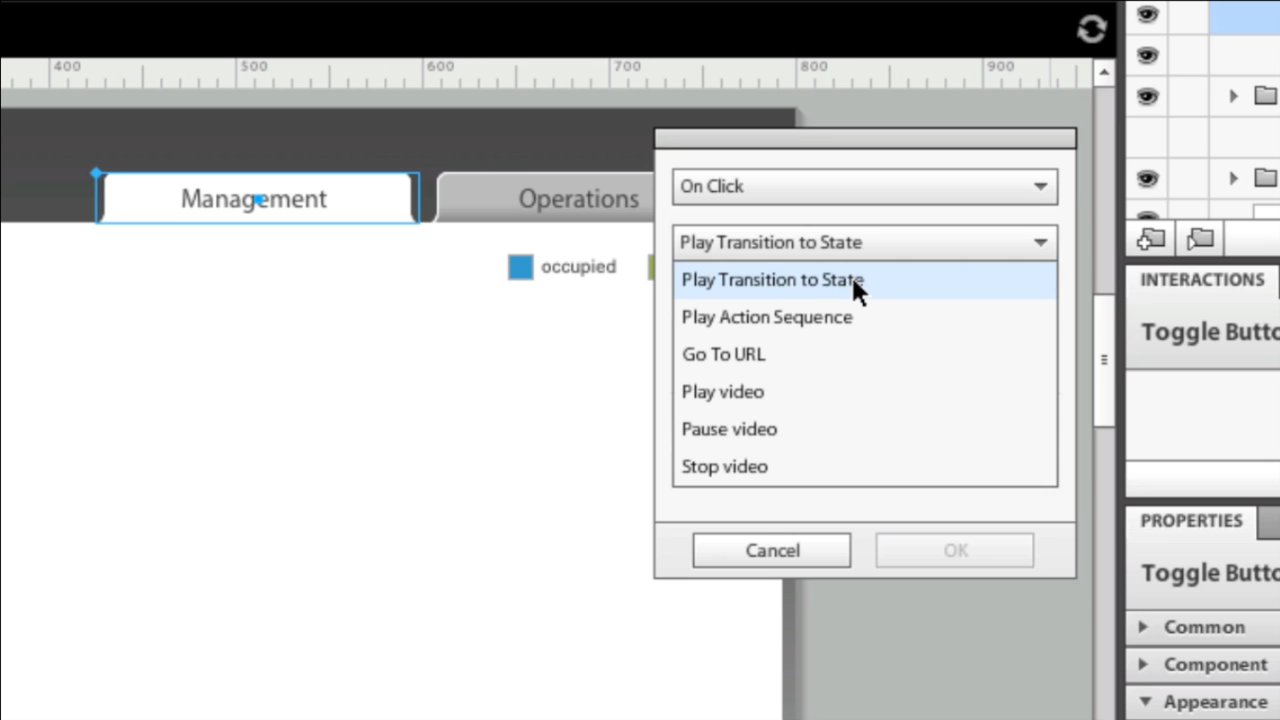 400 500 600 700 800 900
On Click
Management
Operations
Play Transition to State
occupied
Play Transition to State
INTERACTIONS
Play Action Sequence
Toggle Butto
Go To URL
Play video
Pause video
Stop video
PROPERTIES
Cancel
OK
Toggle Butto
Common
Component
Appearance